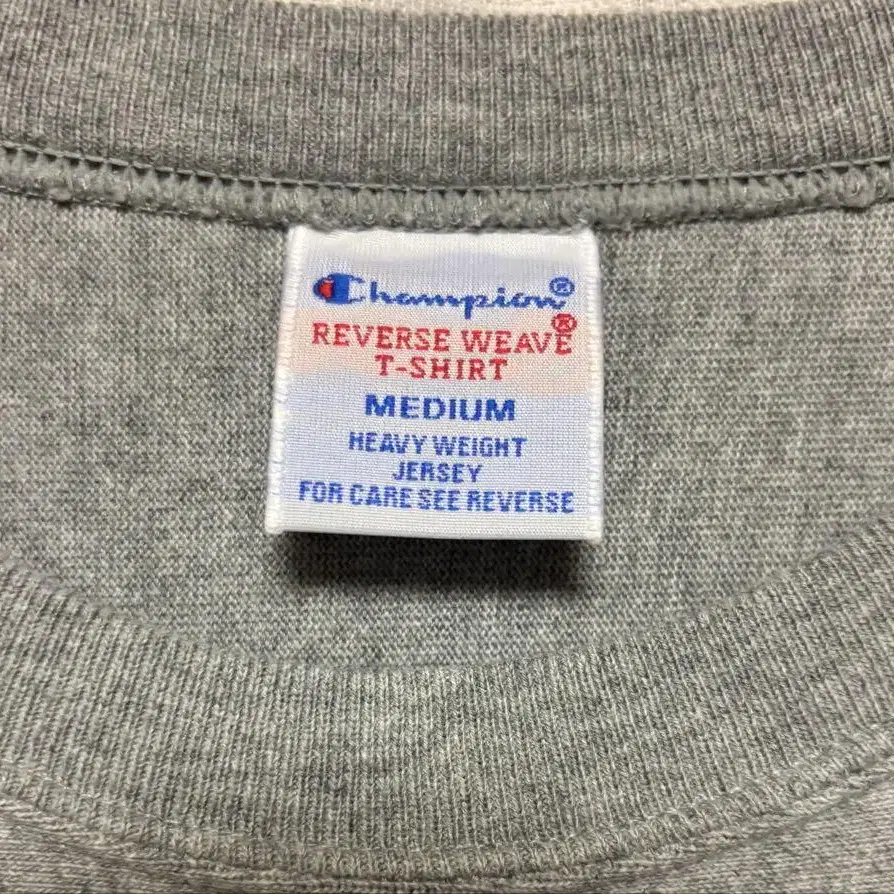 Champion®
REVERSE WEAVE®
T-SHIRT
MEDIUM
HEAVY WEIGHT
JERSEY
FOR CARE SEE REVERSE